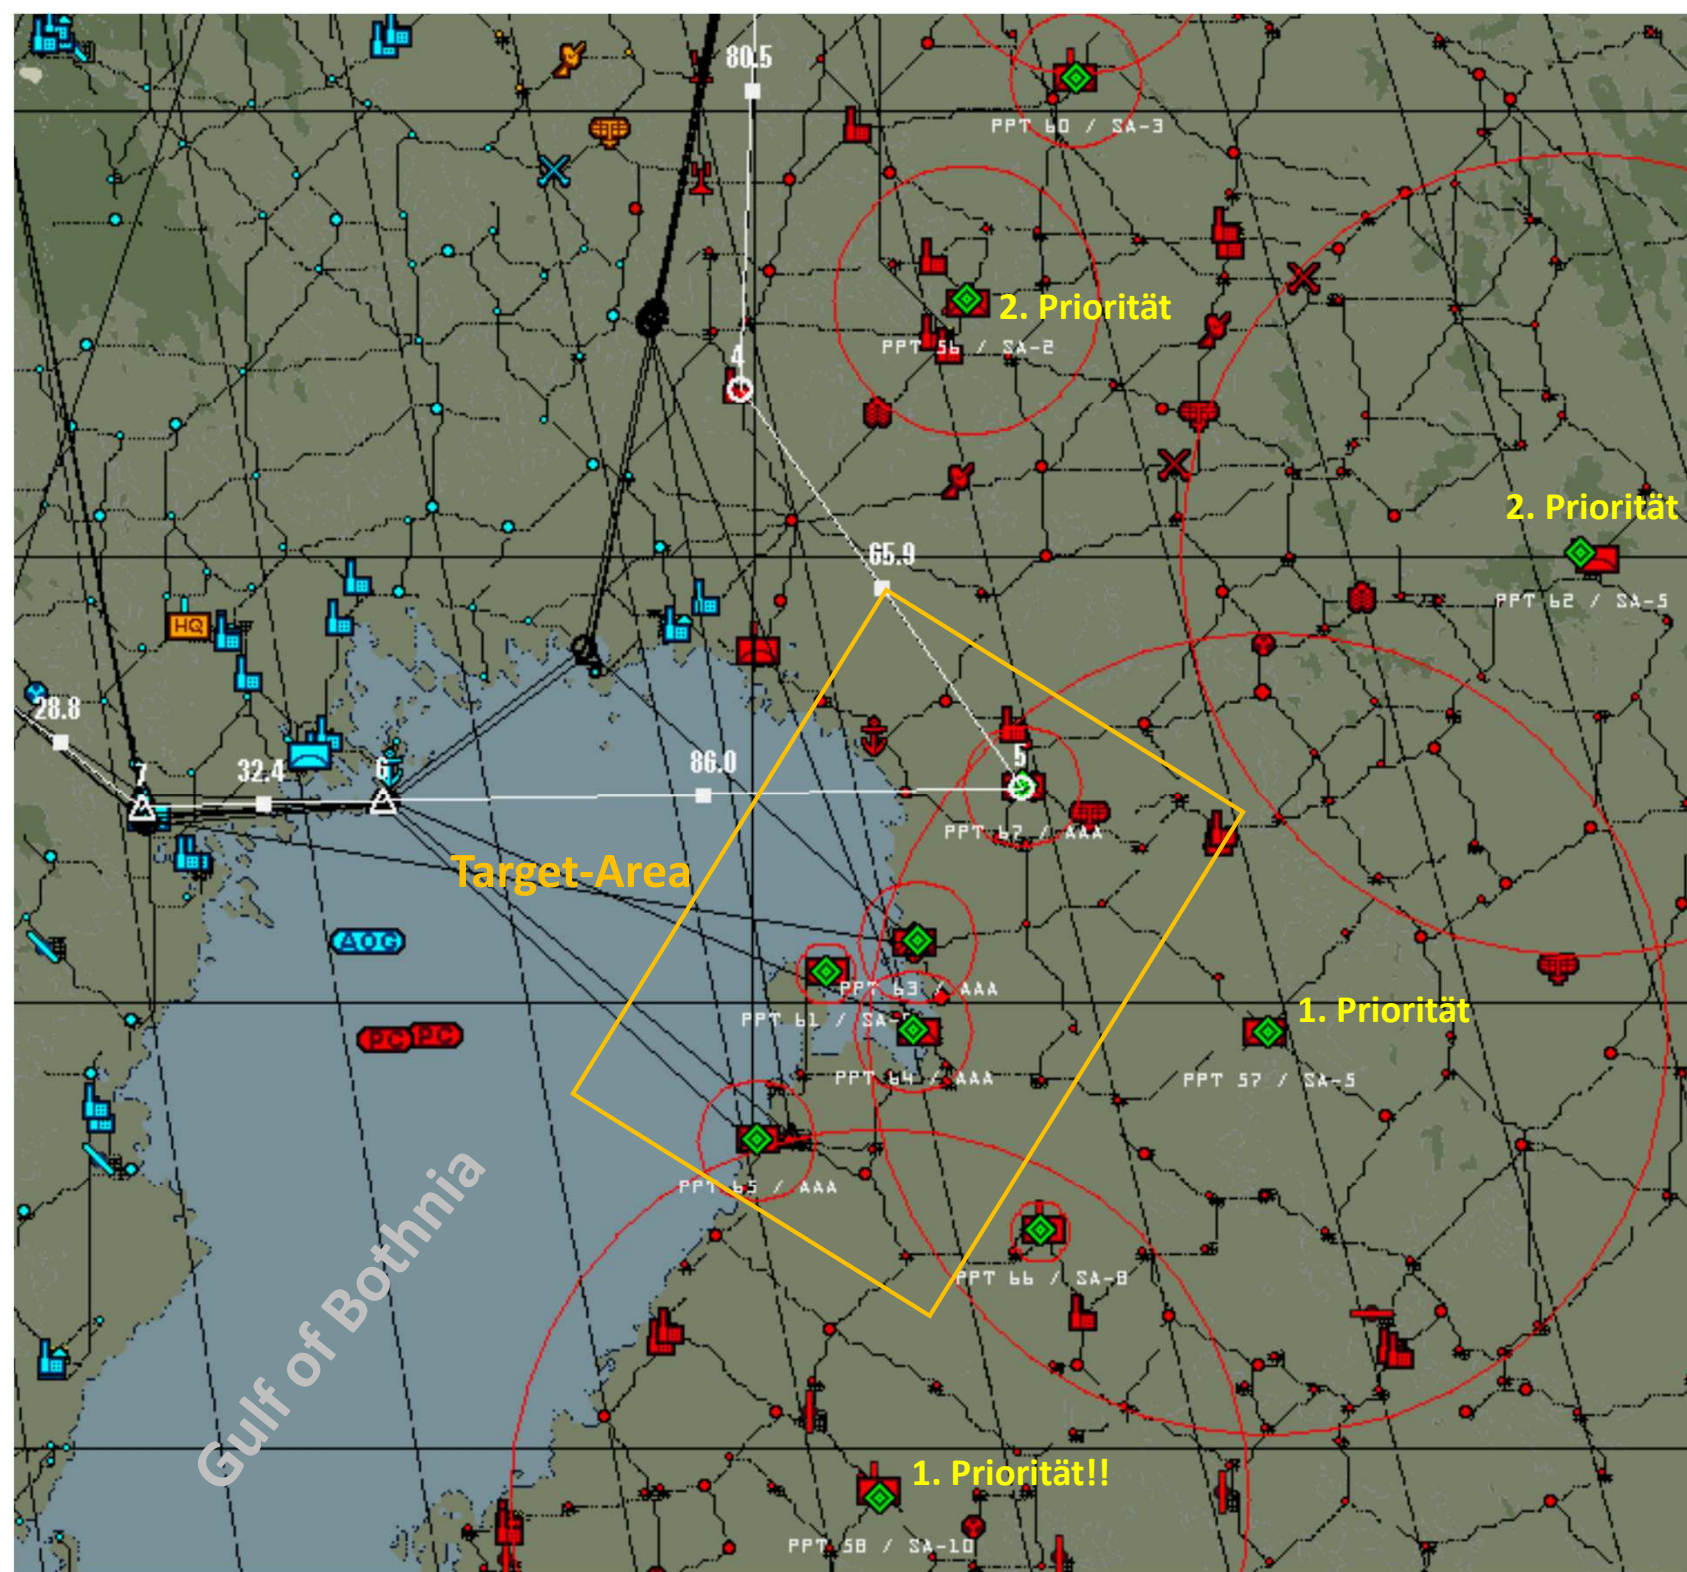 80.5
PPT 60 / SA-3
2. Priorität
PPT 56 / SA-2
4
2. Priorität
65.9
PPT 62 / SA-5
HQ
28.8
7
32.4
6
86.0
5
PPT 67 / AAA
Target-Area
AOG
PPT 63 / AAA
1. Priorität
PPT 61 / SA-
PC PC
PPT 64 / AAA
PPT 57 / SA-5
PPT 65 / AAA
Gulf of Bothnia
PPT 66 / SA-8
1. Priorität!!
PPT 58 / SA-10